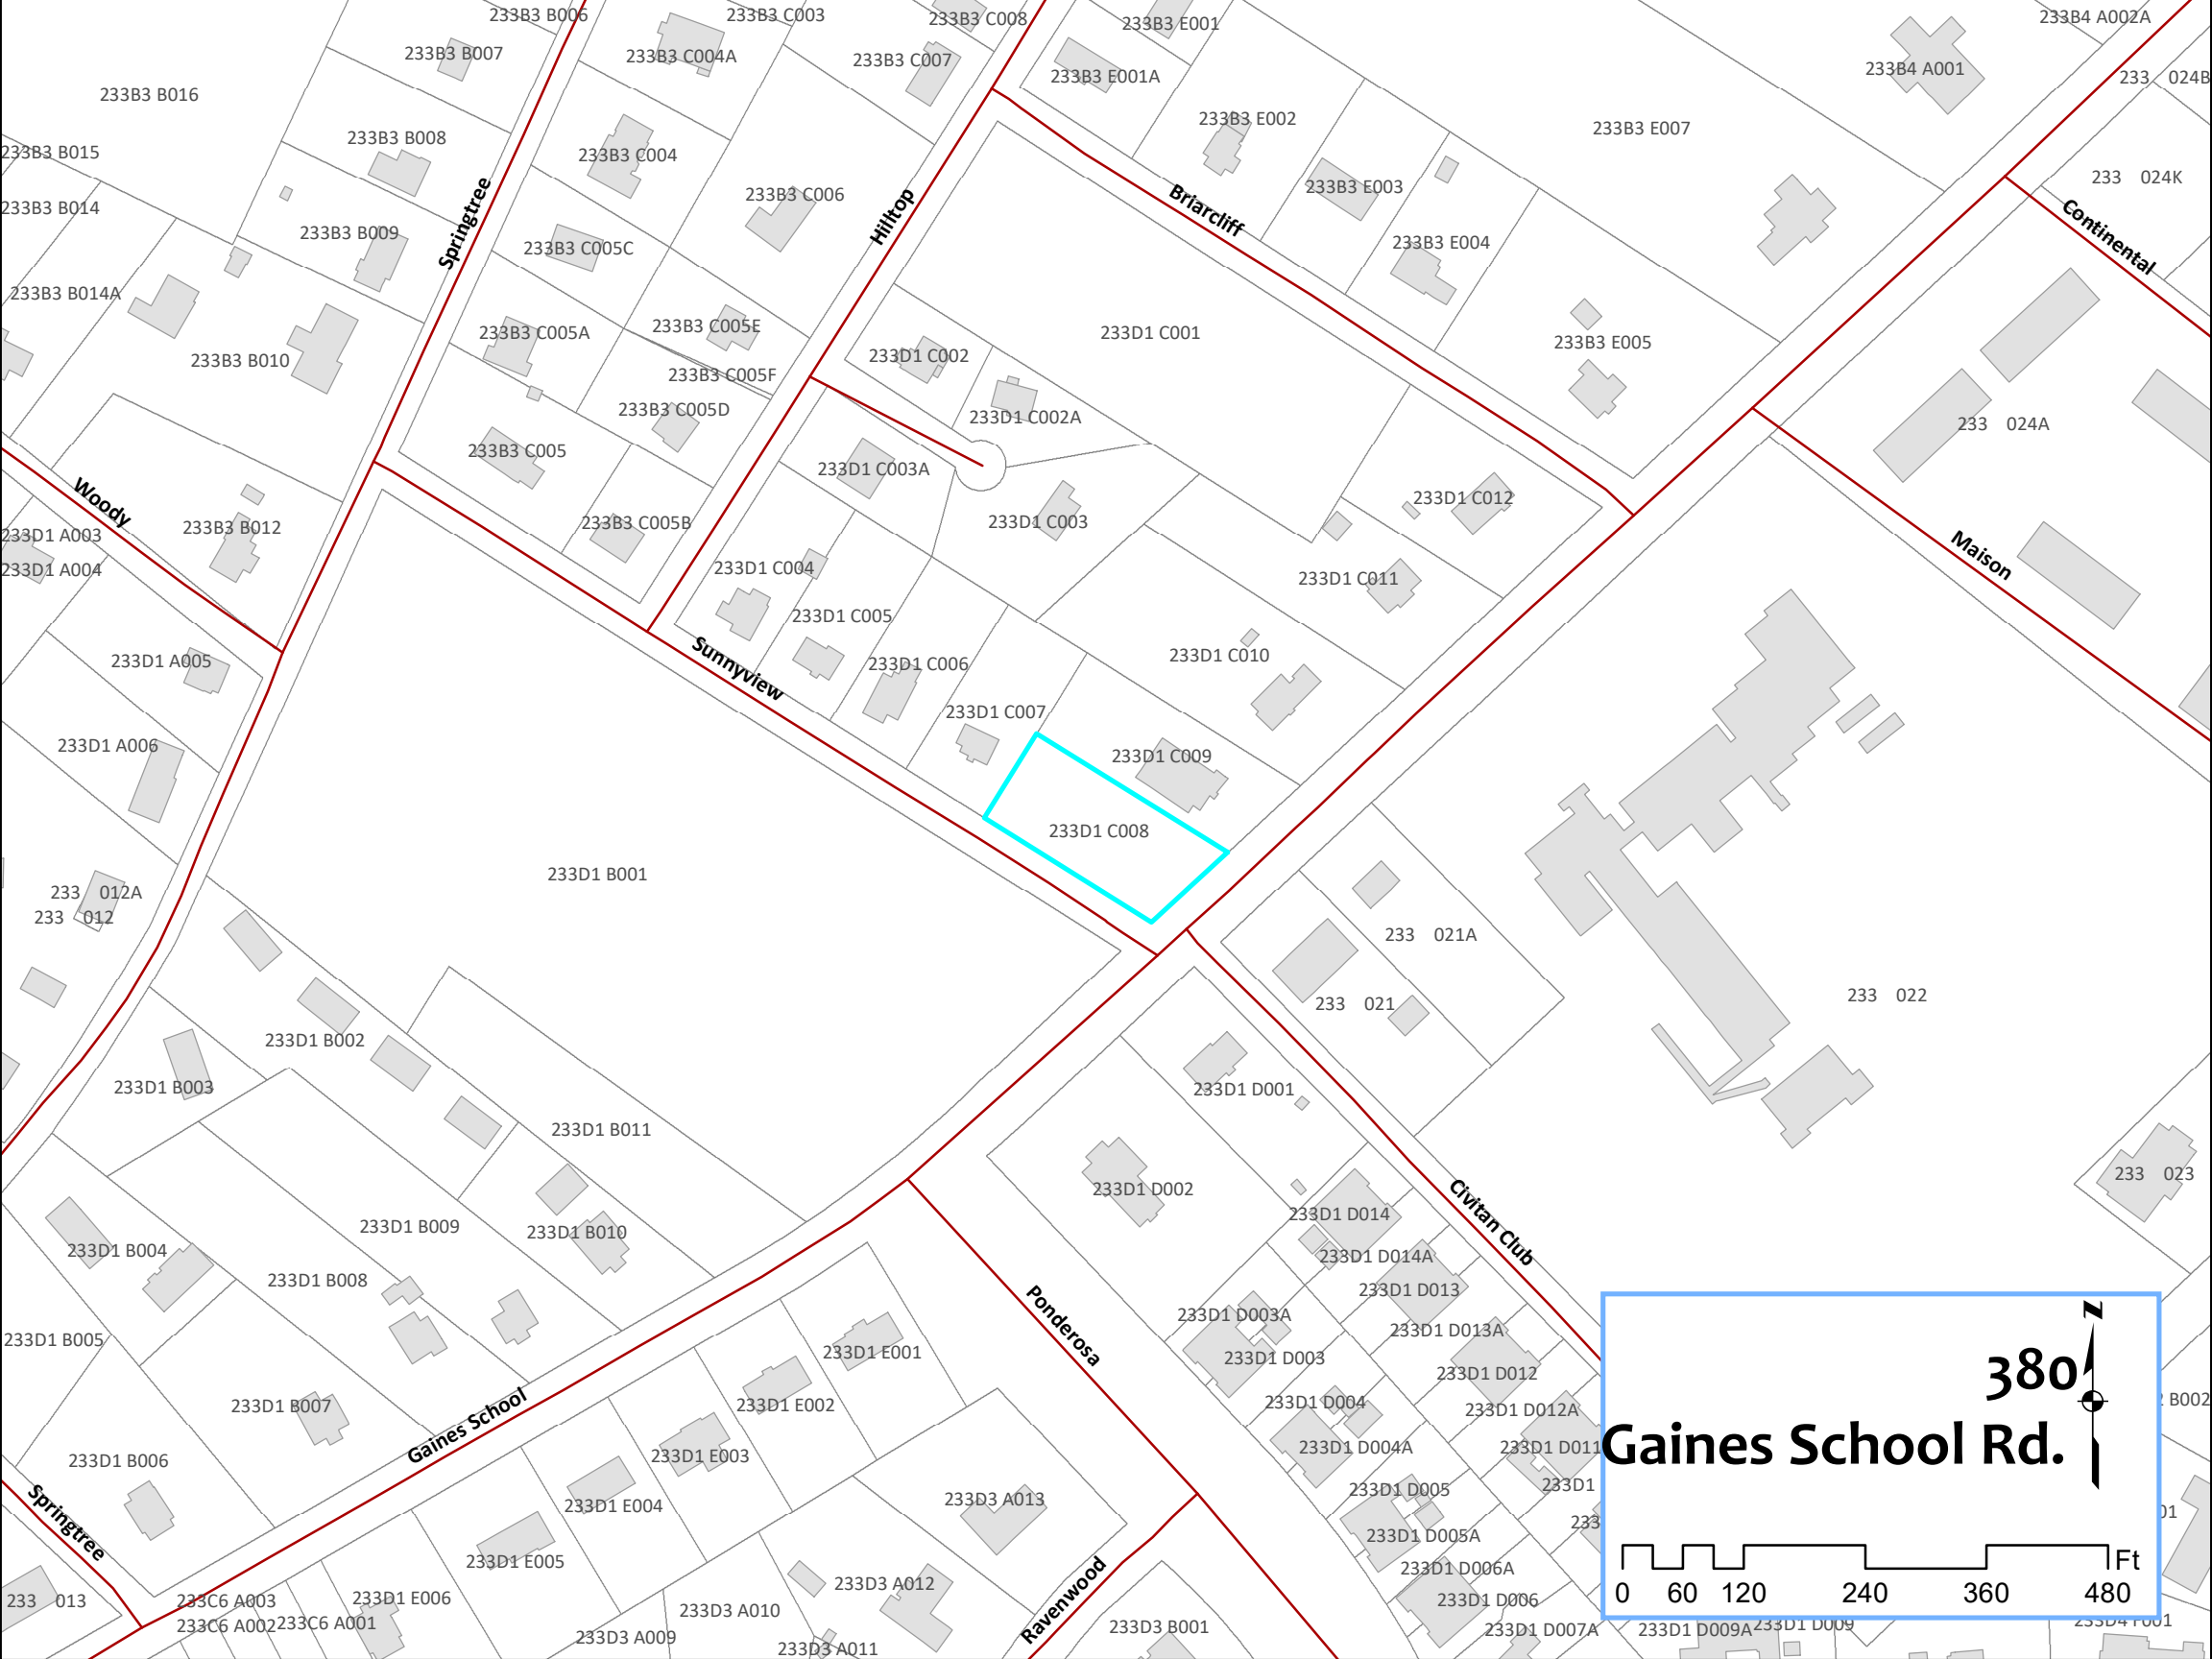 233B3 B006
233B3 C003
233B3 C008
233B3 E001
233B4 A002A
233B3 B007
233B3 C004A
233B3 C007
233B3 E001A
233B4 A001
233 024B
233B3 B016
233B3 E002
233B3 E007
233B3 B008
233B3 C004
233B3 B015
233B3 E003
233 024K
233B3 C006
233B3 B014
Springtree
Hilltop
Briarcliff
Continental
233B3 B009
233B3 C005C
233B3 E004
233B3 B014A
233B3 C005A
233B3 C005E
233D1 C001
233B3 E005
233B3 B010
233D1 C002
233B3 C005F
233B3 C005D
233D1 C002A
233 024A
233B3 C005
233D1 C003A
233D1 C012
Woody
233B3 B012
233B3 C005B
233D1 C003
233D1 A003
Maison
233D1 A004
233D1 C004
233D1 C011
233D1 C005
233D1 A005
Sunnyview
233D1 C006
233D1 C010
233D1 C007
233D1 A006
233D1 C009
233D1 C008
233D1 B001
233 012A
233 012
233 021A
233 021
233 022
233D1 B002
233D1 B003
233D1 D001
233D1 B011
233 023
233D1 D002
233D1 B009
233D1 B010
233D1 D014
Civitan Club
233D1 B004
233D1 D014A
233D1 B008
233D1 D013
Ponderosa
233D1 D003A
233D1 D013A
233D1 B005
233D1 E001
233D1 D003
233D1 D012
380
N
233D1 B007
233D1 E002
233D1 D004
233D1 D012A
B002
Gaines School
233D1 E003
233D1 D004A
233D1 D011
Gaines School Rd.
233D1 B006
233D1 E004
233D3 A013
233D1 D005
233D1
01
Springtree
233D1 D005A
233
233D1 E005
233D1 D006A
Ft
0 60 120 240 360 480
233D3 A012
233 013
233C6 A003
233D1 E006
233D3 A010
Ravenwood
233D1 D006
233C6 A002
233C6 A001
233D3 A009
233D3 A011
233D3 B001
233D1 D007A
233D1 D009A
233D1 D009
233D4 F001